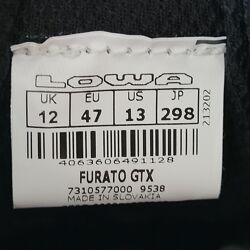 LOWA
UK EU US JP
12 47 13 298
213202
4063606491128
FURATO GTX
7310577000 9538
MADE IN SLOVAKIA